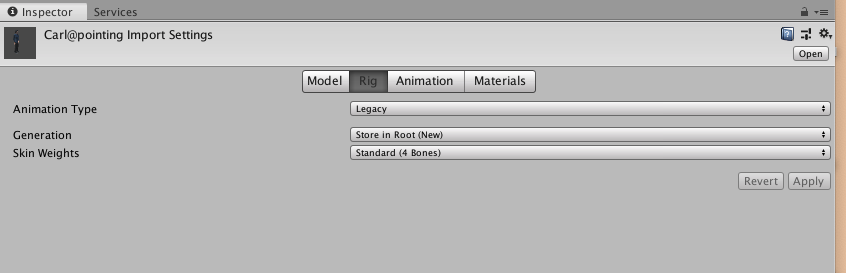 Inspector Services
Carl@pointing Import Settings
Open
Model Rig Animation Materials
Animation Type Legacy
Generation Store in Root (New)
Skin Weights Standard (4 Bones)
Revert Apply